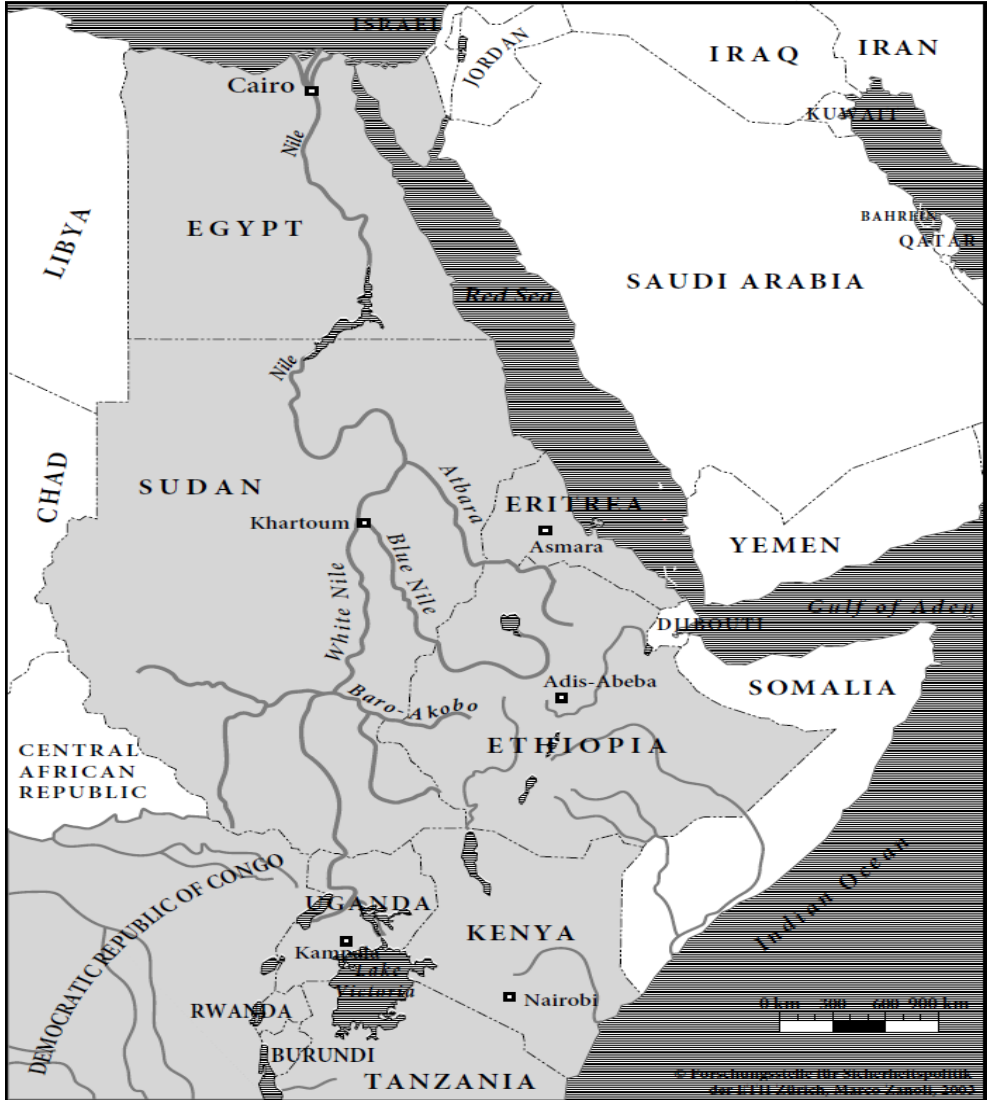 ISRAEL
IRAQ
IRAN
JORDAN
Cairo
KUWAIT
Nile
LIBYA
EGYPT
BAHREIN
QATAR
SAUDI ARABIA
Red Sea
Nile
CHAD
SUDAN
Atbara
ERITREA
Khartoum
Asmara
YEMEN
Blue Nile
White Nile
Gulf of Aden
DJIBOUTI
Adis-Abeba
SOMALIA
Baro-Akobo
ETHIOPIA
CENTRAL
AFRICAN
REPUBLIC
DEMOCRATIC REPUBLIC OF CONGO
UGANDA
KENYA
Indian Ocean
Kampala
Lake
Victoria
Nairobi
RWANDA
0 km 300 600 900 km
BURUNDI
TANZANIA
© Forschungsstelle für Sicherheitspolitik
der ETH Zürich, Marco Zanoli, 2003